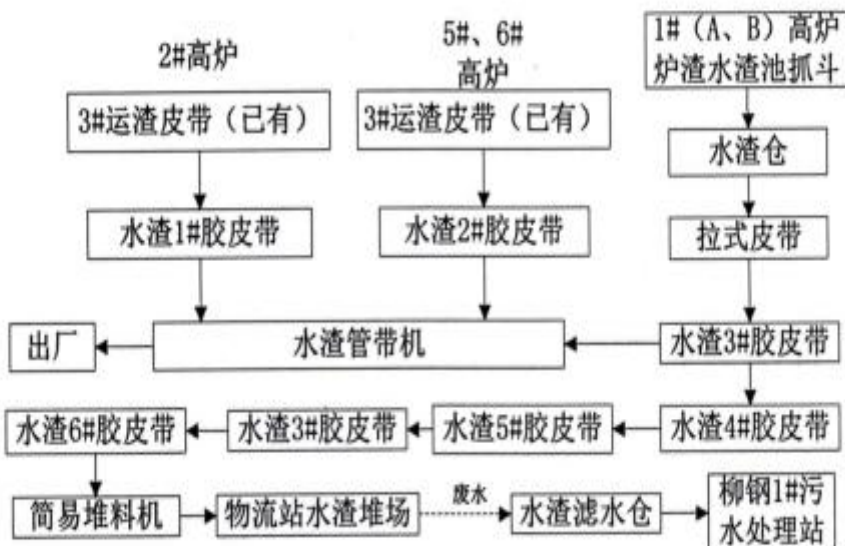 2#高炉
5#、6#
高炉
1#（A、B）高炉
炉渣水渣池抓斗
3#运渣皮带（已有）
3#运渣皮带（已有）
水渣仓
水渣1#胶皮带
水渣2#胶皮带
拉式皮带
出厂
水渣管带机
水渣3#胶皮带
水渣6#胶皮带
水渣3#胶皮带
水渣5#胶皮带
水渣4#胶皮带
简易堆料机
物流站水渣堆场
废水
水渣滤水仓
柳钢1#污
水处理站